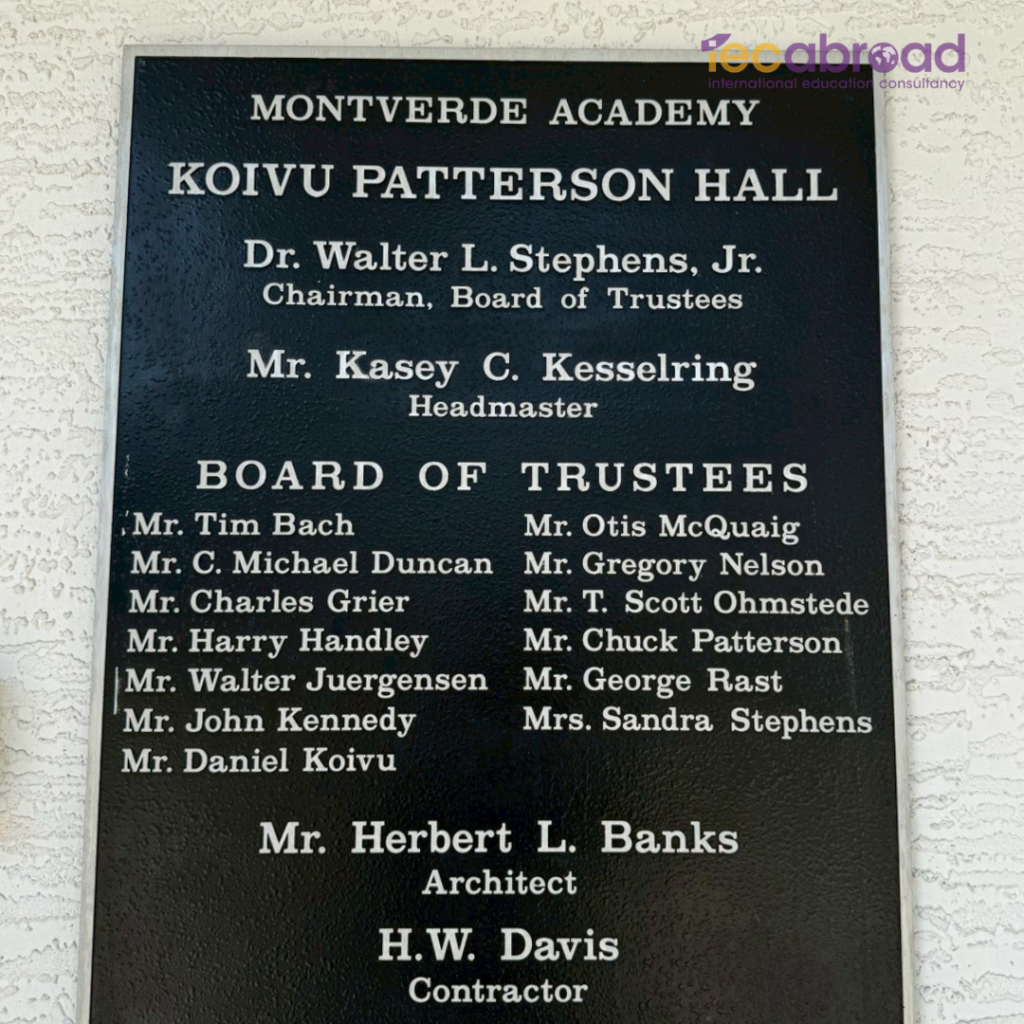 iecabroad
international education consultancy
MONTVERDE ACADEMY
KOIVU PATTERSON HALL
Dr. Walter L. Stephens, Jr.
Chairman, Board of Trustees
Mr. Kasey C. Kesselring
Headmaster
BOARD OF TRUSTEES
Mr. Tim Bach
Mr. C. Michael Duncan
Mr. Charles Grier
Mr. Harry Handley
Mr. Walter Juergensen
Mr. John Kennedy
Mr. Daniel Koivu
Mr. Otis McQuaig
Mr. Gregory Nelson
Mr. T. Scott Ohmstede
Mr. Chuck Patterson
Mr. George Rast
Mrs. Sandra Stephens
Mr. Herbert L. Banks
Architect
H.W. Davis
Contractor